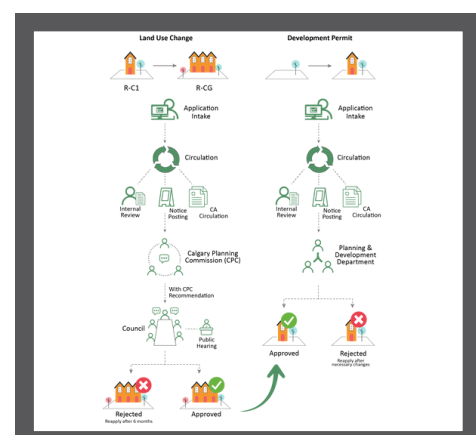 Land Use Change
R-C1
R-CG
Application
Intake
Circulation
Internal
Review
Notice
Posting
CA
Circulation
Calgary Planning
Commission (CPC)
With CPC
Recommendation
Council
Public
Hearing
Rejected
Reapply after 6 months
Approved
Development Permit
Application
Intake
Circulation
Internal
Review
Notice
Posting
CA
Circulation
Planning &
Development
Department
Approved
Rejected
Reapply after
necessary changes